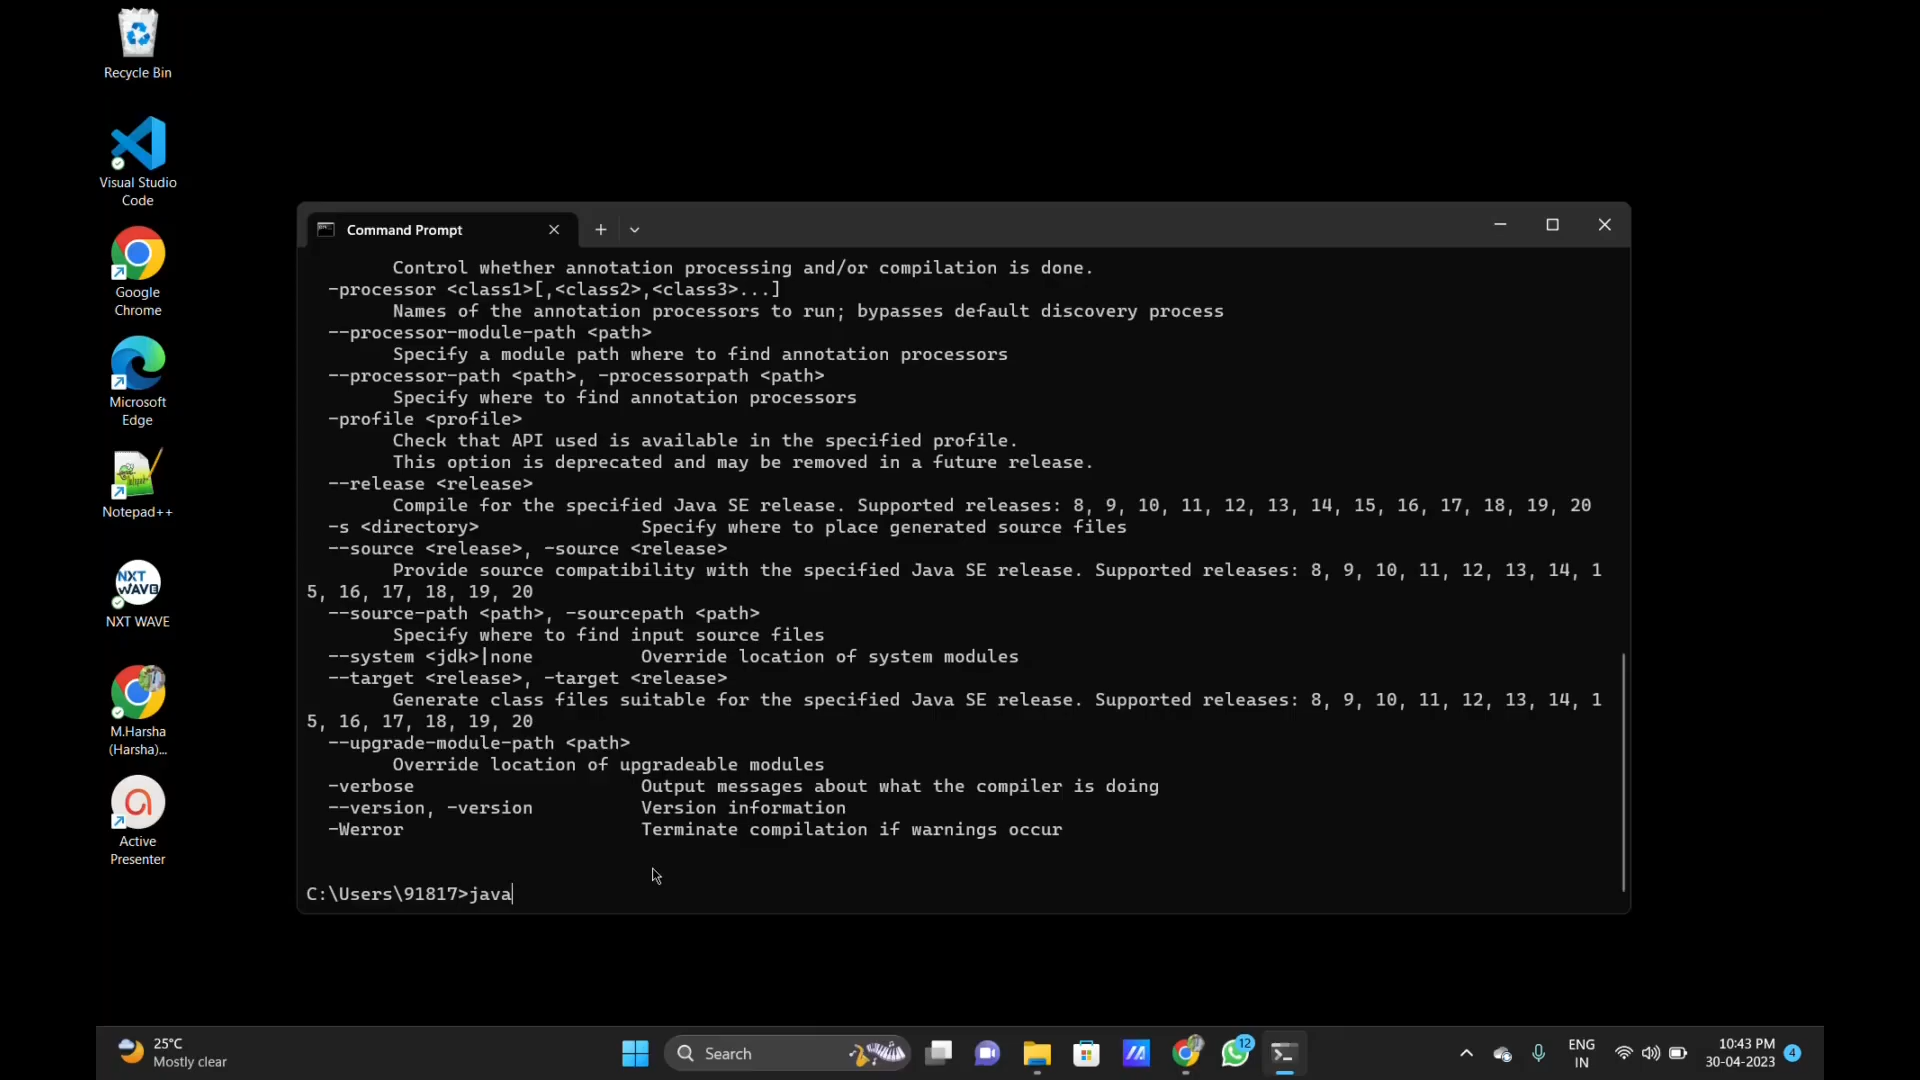 Recycle Bin
Visual Studio
Code
Google
Chrome
Microsoft
Edge
Notepad++
NXT
WAVE
NXT WAVE
M.Harsha
(Harsha)...
Active
Presenter
Command Prompt
Control whether annotation processing and/or compilation is done.
-processor <class1>[,<class2>,<class3>...]
Names of the annotation processors to run; bypasses default discovery process
--processor-module-path <path>
Specify a module path where to find annotation processors
--processor-path <path>, -processorpath <path>
Specify where to find annotation processors
-profile <profile>
Check that API used is available in the specified profile.
This option is deprecated and may be removed in a future release.
--release <release>
Compile for the specified Java SE release. Supported releases: 8, 9, 10, 11, 12, 13, 14, 15, 16, 17, 18, 19, 20
-s <directory> Specify where to place generated source files
--source <release>, -source <release>
Provide source compatibility with the specified Java SE release. Supported releases: 8, 9, 10, 11, 12, 13, 14, 1
5, 16, 17, 18, 19, 20
--source-path <path>, -sourcepath <path>
Specify where to find input source files
--system <jdk>|none Override location of system modules
--target <release>, -target <release>
Generate class files suitable for the specified Java SE release. Supported releases: 8, 9, 10, 11, 12, 13, 14, 1
5, 16, 17, 18, 19, 20
--upgrade-module-path <path>
Override location of upgradeable modules
-verbose Output messages about what the compiler is doing
--version, -version Version information
-Werror Terminate compilation if warnings occur
C:\Users\91817>java
25°C
Mostly clear
Search
12
ENG
IN
10:43 PM
30-04-2023
4